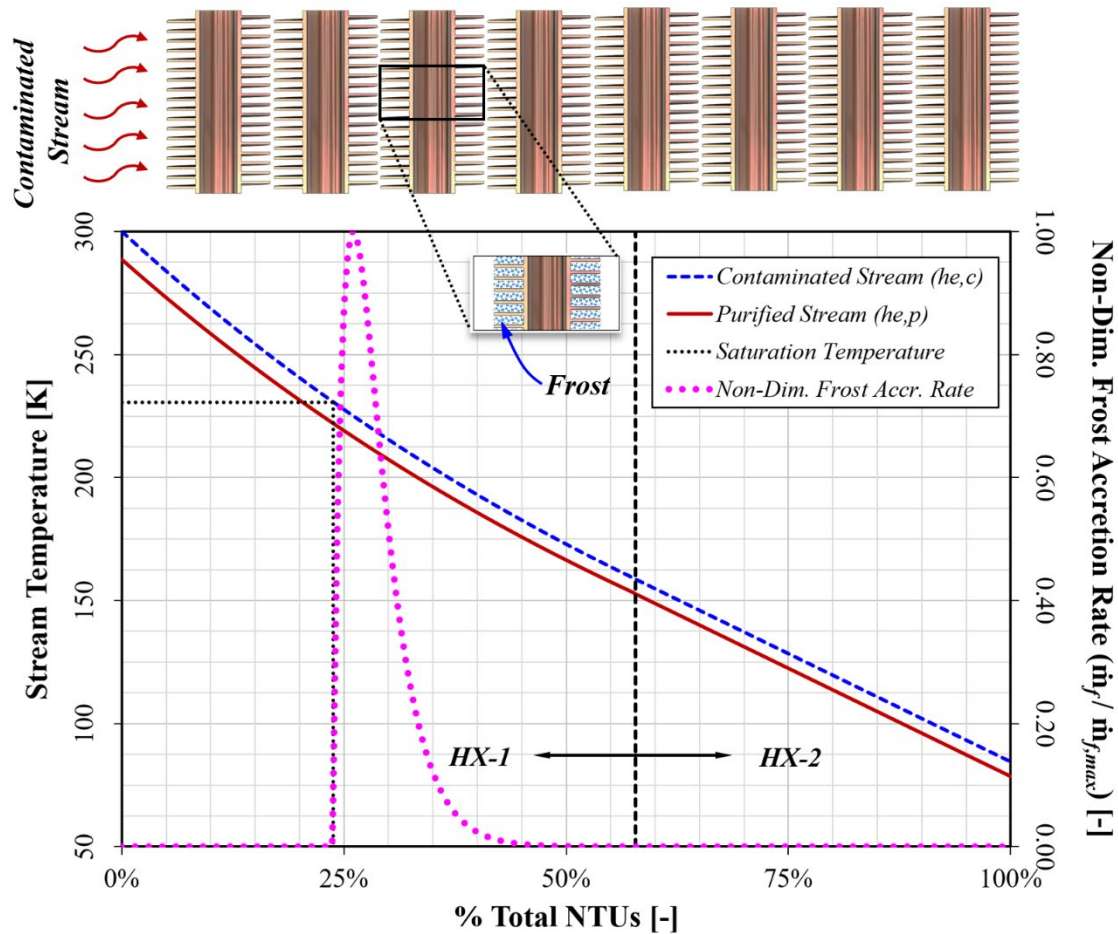 Contaminated
Stream
300
250
200
150
100
50
Stream Temperature [K]
1.00
0.80
0.60
0.40
0.20
0.00
Non-Dim. Frost Accretion Rate (ṁf / ṁf,max) [-]
Contaminated Stream (he,c)
Purified Stream (he,p)
Saturation Temperature
Non-Dim. Frost Accr. Rate
Frost
HX-1
HX-2
0%
25%
50%
75%
100%
% Total NTUs [-]